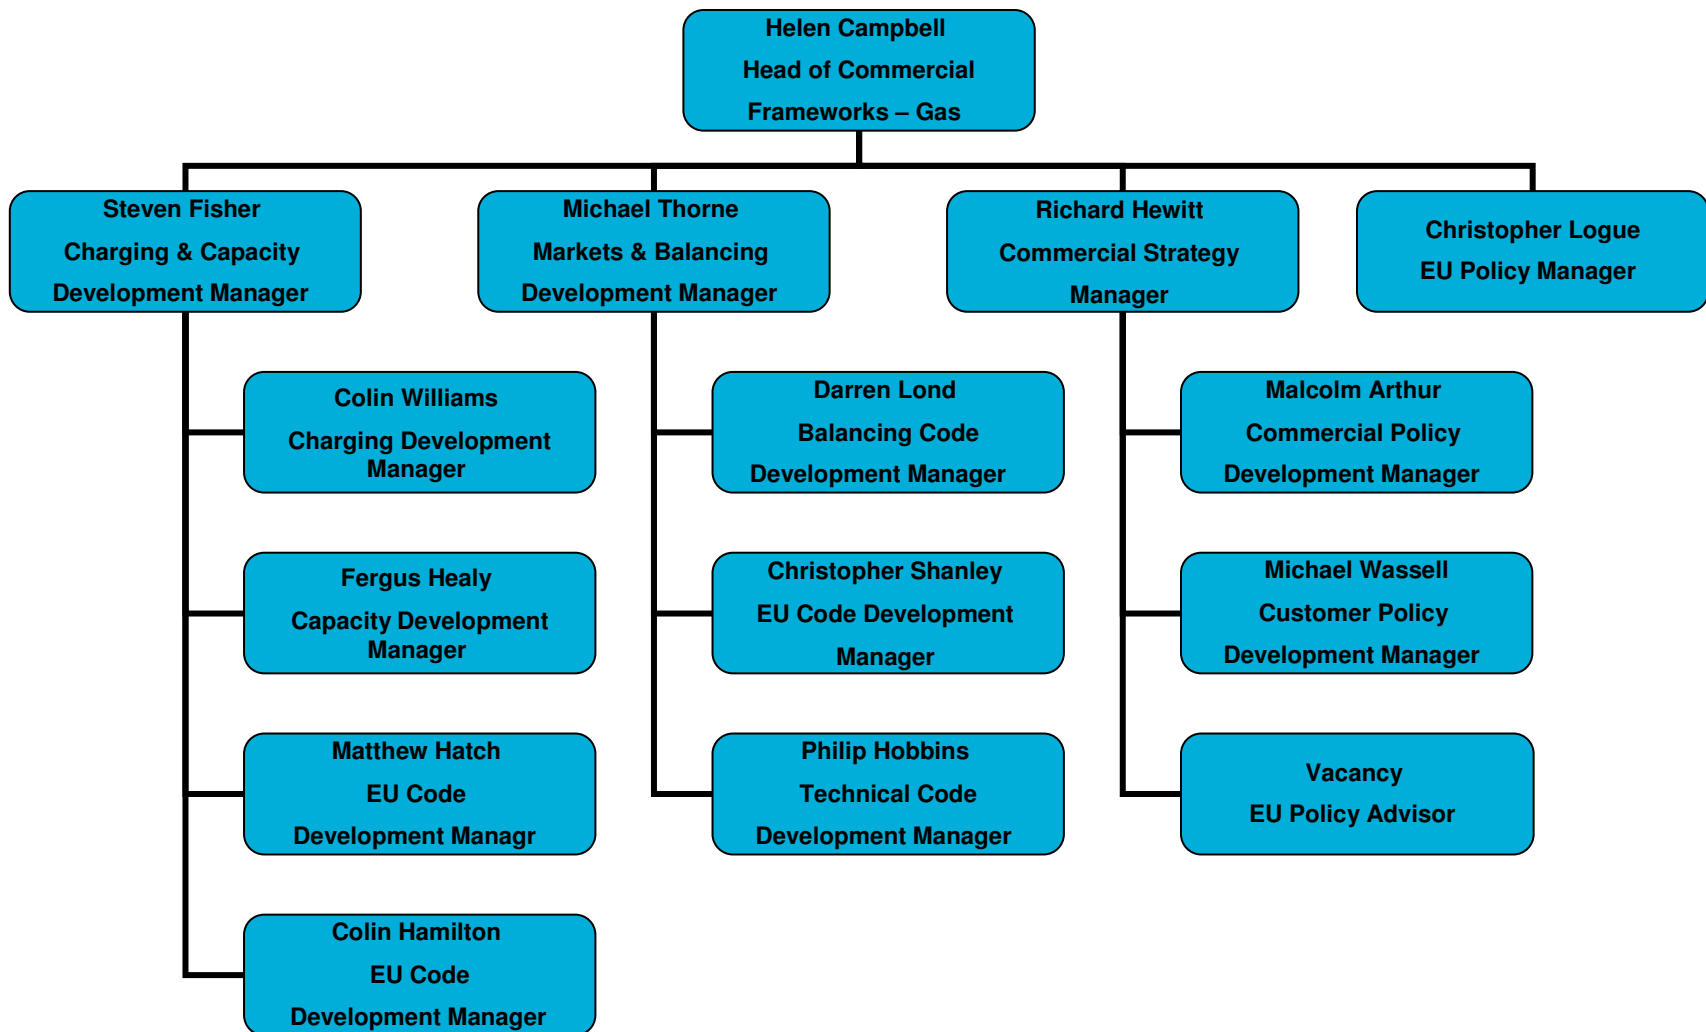 Helen Campbell
Head of Commercial
Frameworks – Gas
Steven Fisher
Charging & Capacity
Development Manager
Michael Thorne
Markets & Balancing
Development Manager
Richard Hewitt
Commercial Strategy
Manager
Christopher Logue
EU Policy Manager
Colin Williams
Charging Development
Manager
Darren Lond
Balancing Code
Development Manager
Malcolm Arthur
Commercial Policy
Development Manager
Fergus Healy
Capacity Development
Manager
Christopher Shanley
EU Code Development
Manager
Michael Wassell
Customer Policy
Development Manager
Matthew Hatch
EU Code
Development Managr
Philip Hobbins
Technical Code
Development Manager
Vacancy
EU Policy Advisor
Colin Hamilton
EU Code
Development Manager